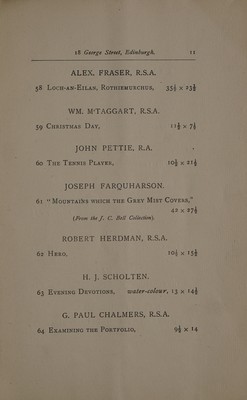 18 George Street, Edinburgh. 11
ALEX. FRASER, R.S.A.
58 Loch-an-Eilan, Rothiemurchus, 35½ x 23½
WM. M'TAGGART, R.S.A.
59 Christmas Day, 11½ x 7½
JOHN PETTIE, R.A.
60 The Tennis Player, 10½ x 21½
JOSEPH FARQUHARSON.
61 "Mountains which the Grey Mist Covers,"
42 x 27½
(From the J. C. Bell Collection)
ROBERT HERDMAN, R.S.A.
62 Hero, 10½ x 15½
H. J. SCHOLTEN.
63 Evening Devotions, water-colour, 13 x 14½
G. PAUL CHALMERS, R.S.A.
64 Examining the Portfolio, 9½ x 14